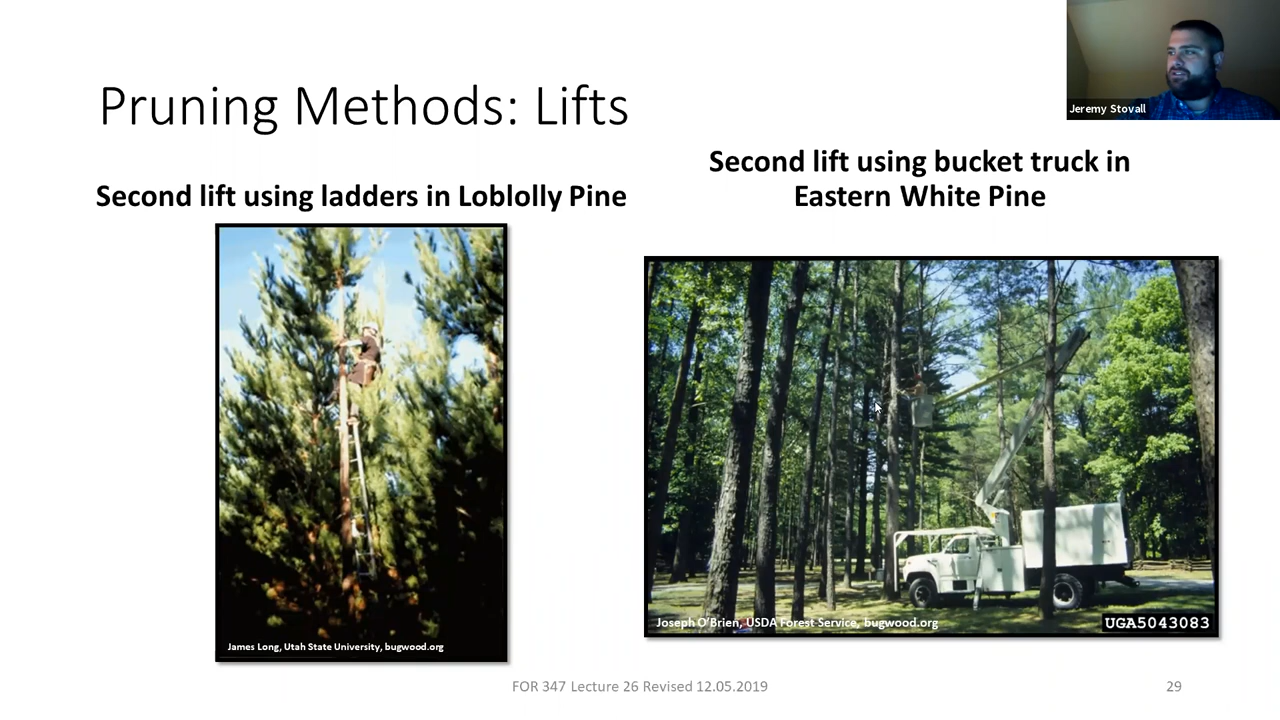 Jeremy Stovall
Pruning Methods: Lifts
Second lift using ladders in Loblolly Pine
Second lift using bucket truck in
Eastern White Pine
James Long, Utah State University, bugwood.org
Joseph O'Brien, USDA Forest Service, bugwood.org
UGA5043083
FOR 347 Lecture 26 Revised 12.05.2019
29